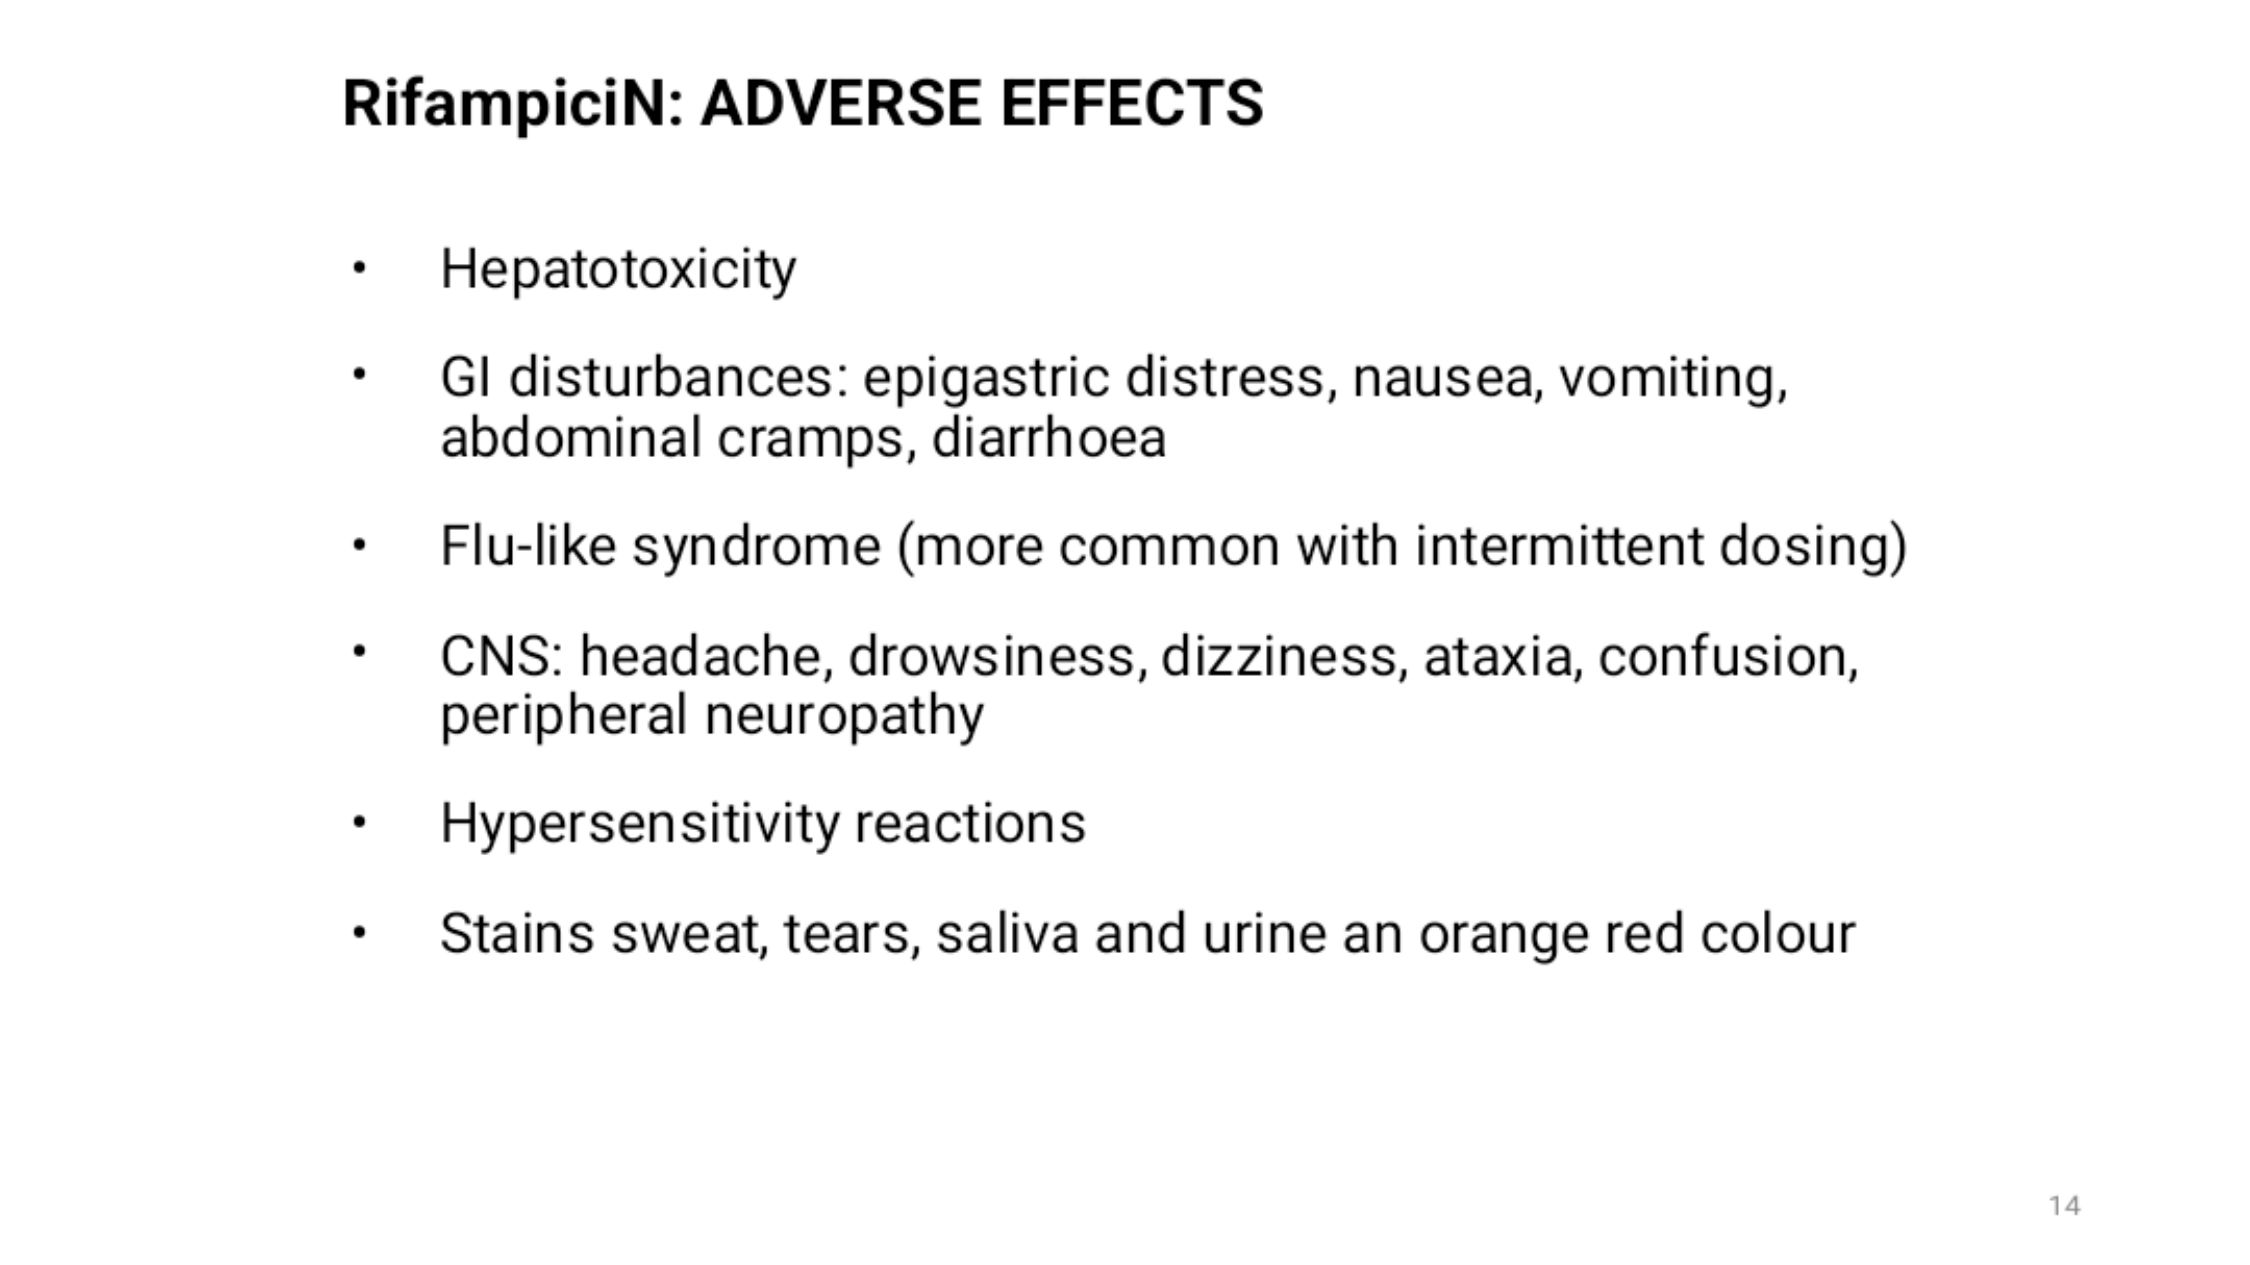 RifampiciN: ADVERSE EFFECTS
• Hepatotoxicity
• GI disturbances: epigastric distress, nausea, vomiting,
abdominal cramps, diarrhoea
• Flu-like syndrome (more common with intermittent dosing)
• CNS: headache, drowsiness, dizziness, ataxia, confusion,
peripheral neuropathy
• Hypersensitivity reactions
• Stains sweat, tears, saliva and urine an orange red colour
14